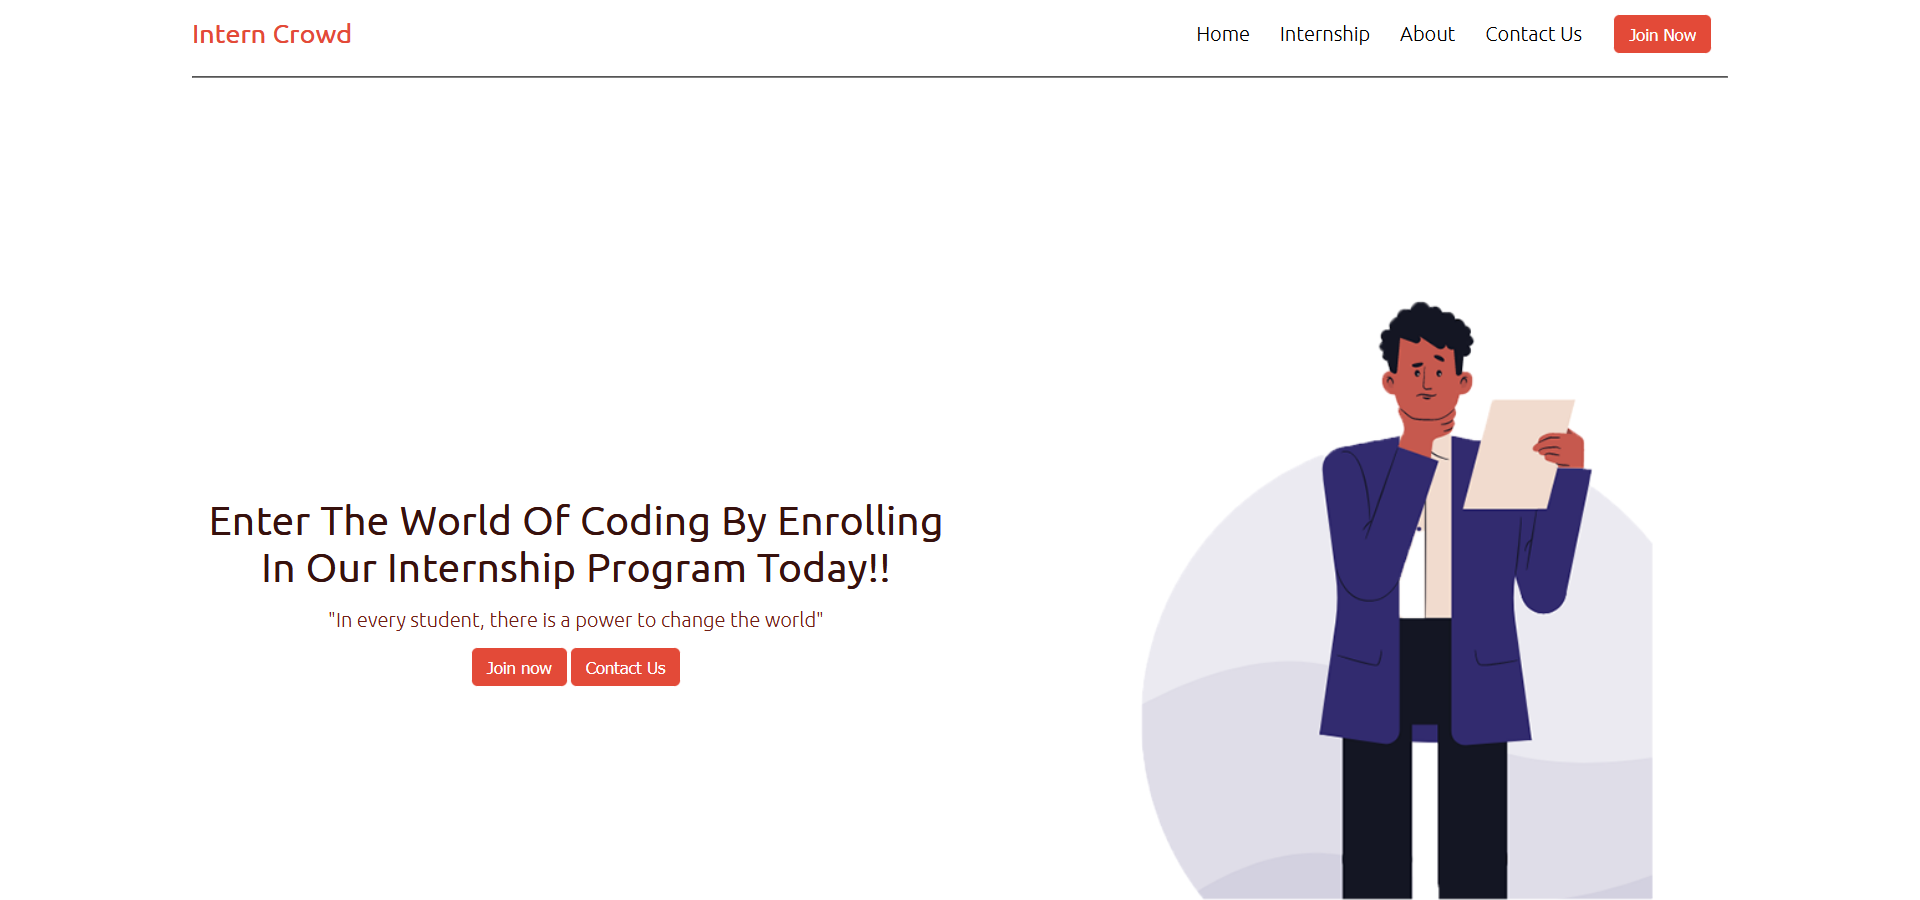 Intern Crowd
Home Internship About Contact Us Join Now
Enter The World Of Coding By Enrolling
In Our Internship Program Today!!
"In every student, there is a power to change the world"
Join now Contact Us